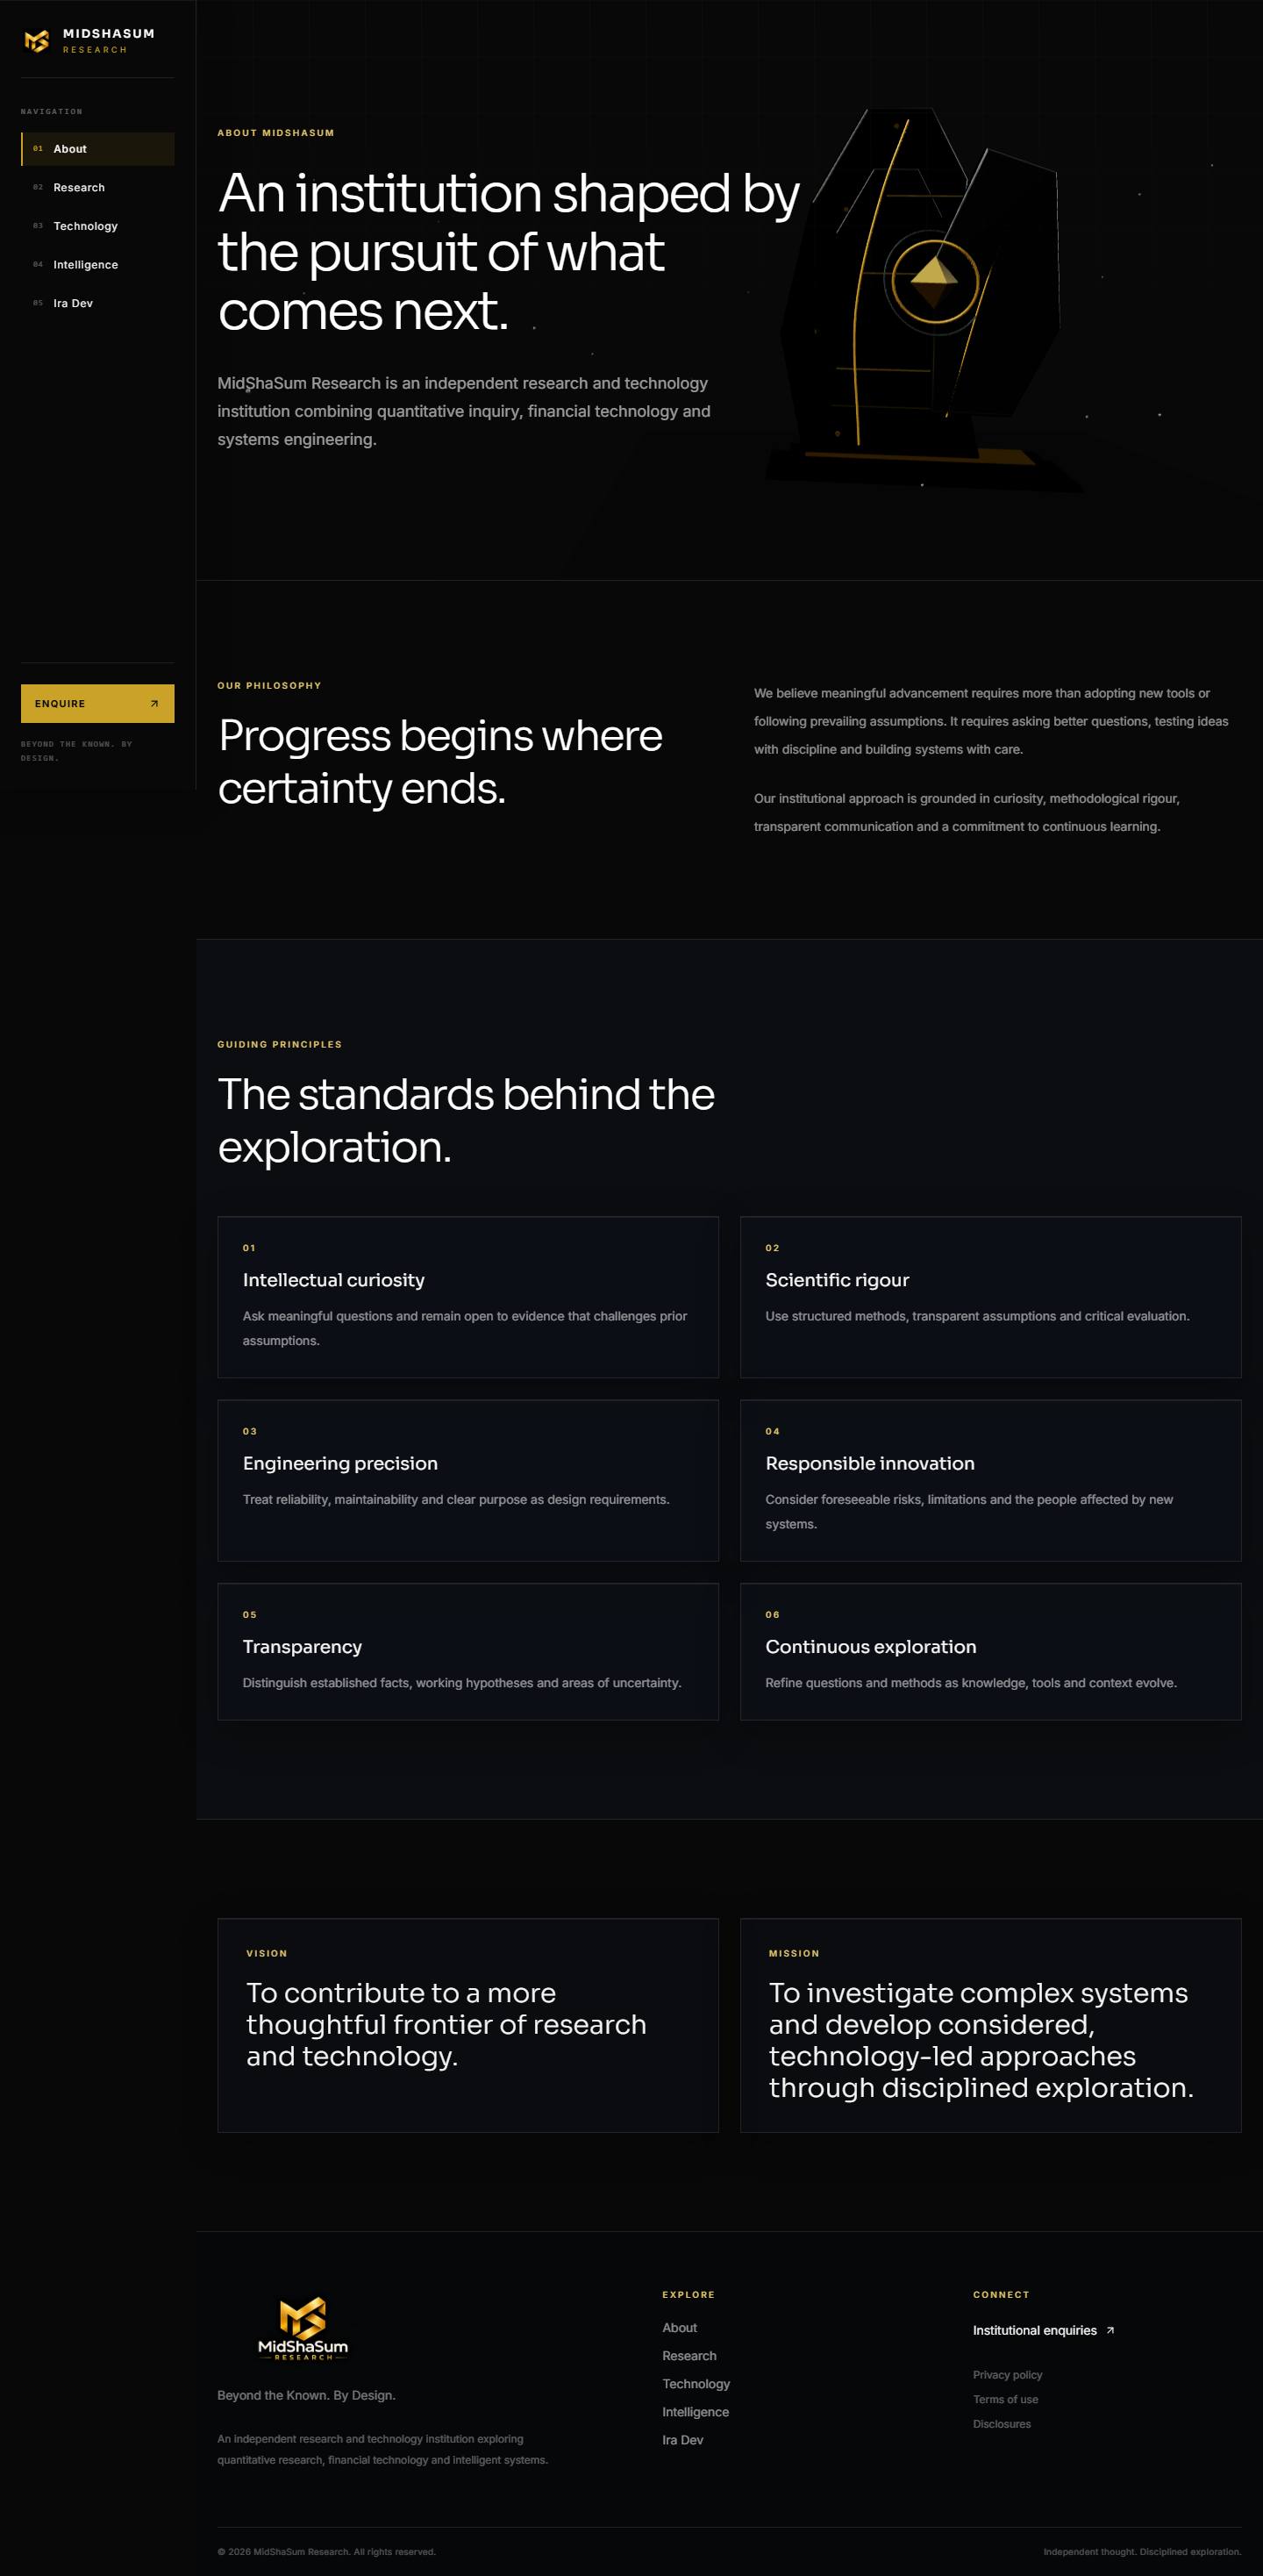 MIDSHASUM
RESEARCH
NAVIGATION
01 About
02 Research
03 Technology
04 Intelligence
05 Ira Dev
ENQUIRE
BEYOND THE KNOWN. BY
DESIGN.
ABOUT MIDSHASUM
An institution shaped by
the pursuit of what
comes next.
MidShaSum Research is an independent research and technology
institution combining quantitative inquiry, financial technology and
systems engineering.
OUR PHILOSOPHY
Progress begins where
certainty ends.
We believe meaningful advancement requires more than adopting new tools or
following prevailing assumptions. It requires asking better questions, testing ideas
with discipline and building systems with care.
Our institutional approach is grounded in curiosity, methodological rigour,
transparent communication and a commitment to continuous learning.
GUIDING PRINCIPLES
The standards behind the
exploration.
01
Intellectual curiosity
Ask meaningful questions and remain open to evidence that challenges prior
assumptions.
02
Scientific rigour
Use structured methods, transparent assumptions and critical evaluation.
03
Engineering precision
Treat reliability, maintainability and clear purpose as design requirements.
04
Responsible innovation
Consider foreseeable risks, limitations and the people affected by new
systems.
05
Transparency
Distinguish established facts, working hypotheses and areas of uncertainty.
06
Continuous exploration
Refine questions and methods as knowledge, tools and context evolve.
VISION
To contribute to a more
thoughtful frontier of research
and technology.
MISSION
To investigate complex systems
and develop considered,
technology-led approaches
through disciplined exploration.
MidShaSum
RESEARCH
Beyond the Known. By Design.
An independent research and technology institution exploring
quantitative research, financial technology and intelligent systems.
EXPLORE
About
Research
Technology
Intelligence
Ira Dev
CONNECT
Institutional enquiries
Privacy policy
Terms of use
Disclosures
© 2026 MidShaSum Research. All rights reserved.
Independent thought. Disciplined exploration.